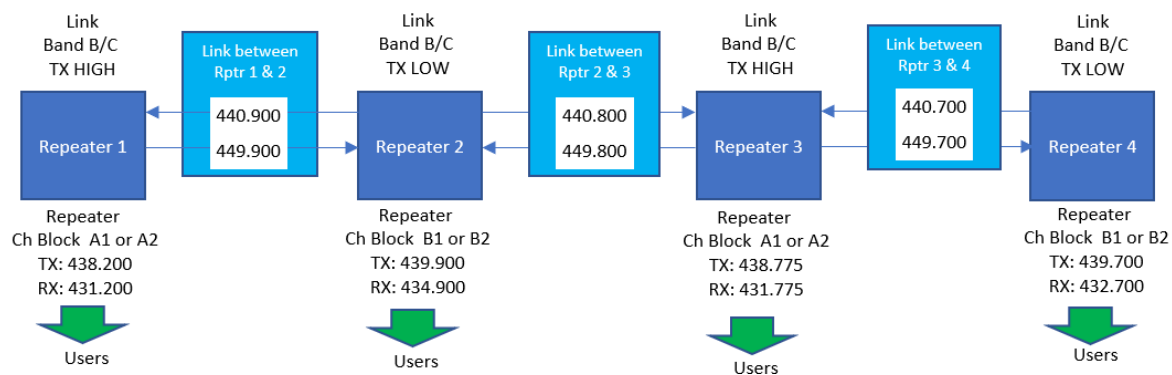 Link
Band B/C
TX HIGH
Link between
Rptr 1 & 2
Link
Band B/C
TX LOW
Link between
Rptr 2 & 3
Link
Band B/C
TX HIGH
Link between
Rptr 3 & 4
Link
Band B/C
TX LOW
Repeater 1
440.900
449.900
Repeater 2
440.800
449.800
Repeater 3
440.700
449.700
Repeater 4
Repeater
Ch Block A1 or A2
TX: 438.200
RX: 431.200
Users
Repeater
Ch Block B1 or B2
TX: 439.900
RX: 434.900
Users
Repeater
Ch Block A1 or A2
TX: 438.775
RX: 431.775
Users
Repeater
Ch Block B1 or B2
TX: 439.700
RX: 432.700
Users